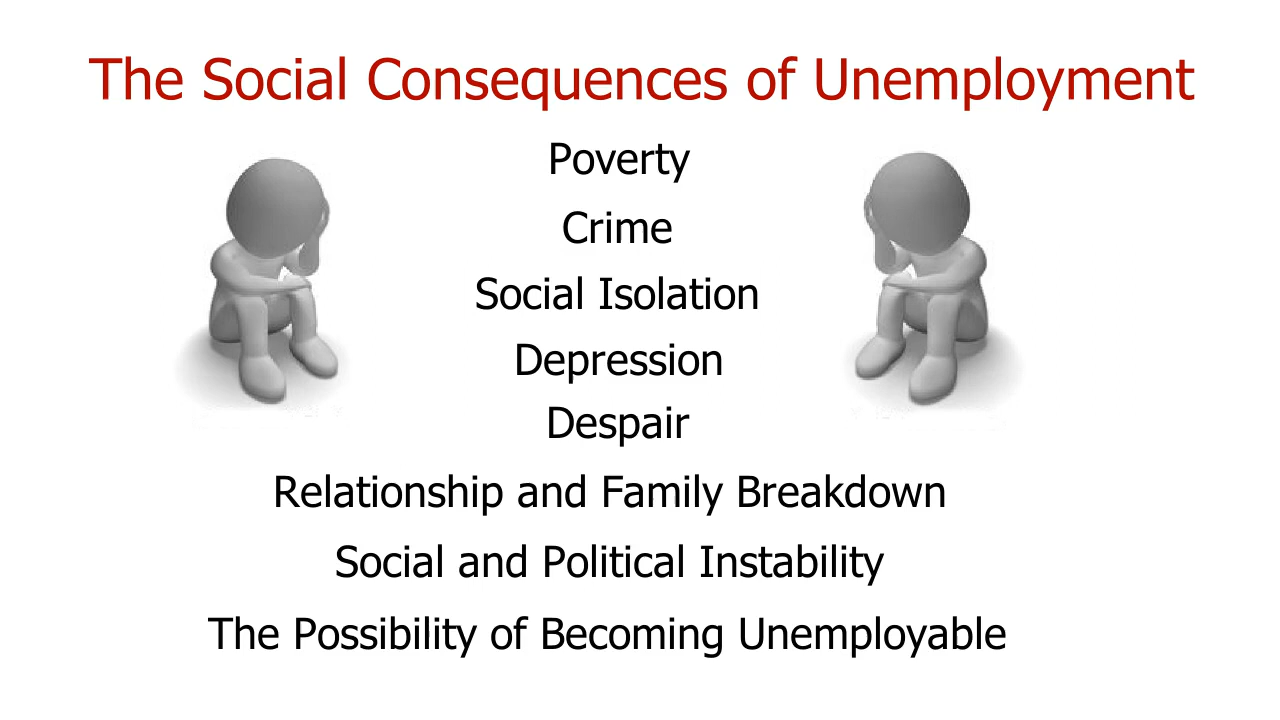 The Social Consequences of Unemployment
Poverty
Crime
Social Isolation
Depression
Despair
Relationship and Family Breakdown
Social and Political Instability
The Possibility of Becoming Unemployable